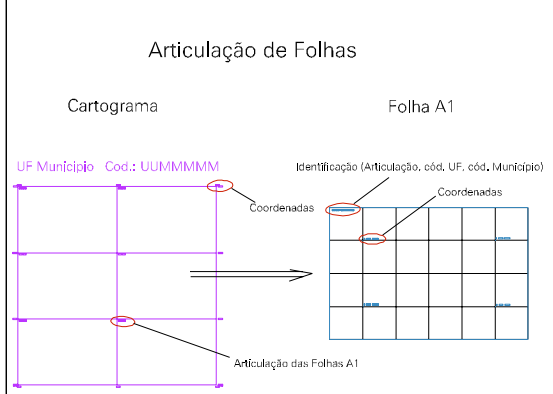 Articulação de Folhas
Cartograma
Folha A1
UF Municipio Cod.: UUMMMMM
Identificação (Articulação, cód. UF, cód. Município)
Coordenadas
Coordenadas
Articulação das Folhas A1